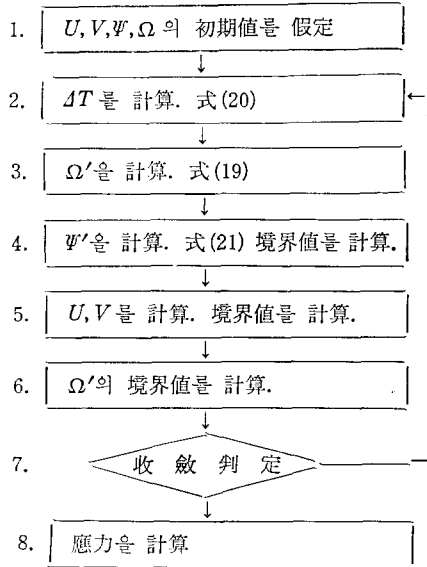 1. U, V, Ψ, Ω 의 初期値를 假定
2. ΔT 를 計算. 式(20)
3. Ω′을 計算. 式(19)
4. Ψ′을 計算. 式(21) 境界値를 計算.
5. U, V를 計算. 境界値를 計算.
6. Ω′의 境界値를 計算.
7. 收斂判定
8. 應力을 計算